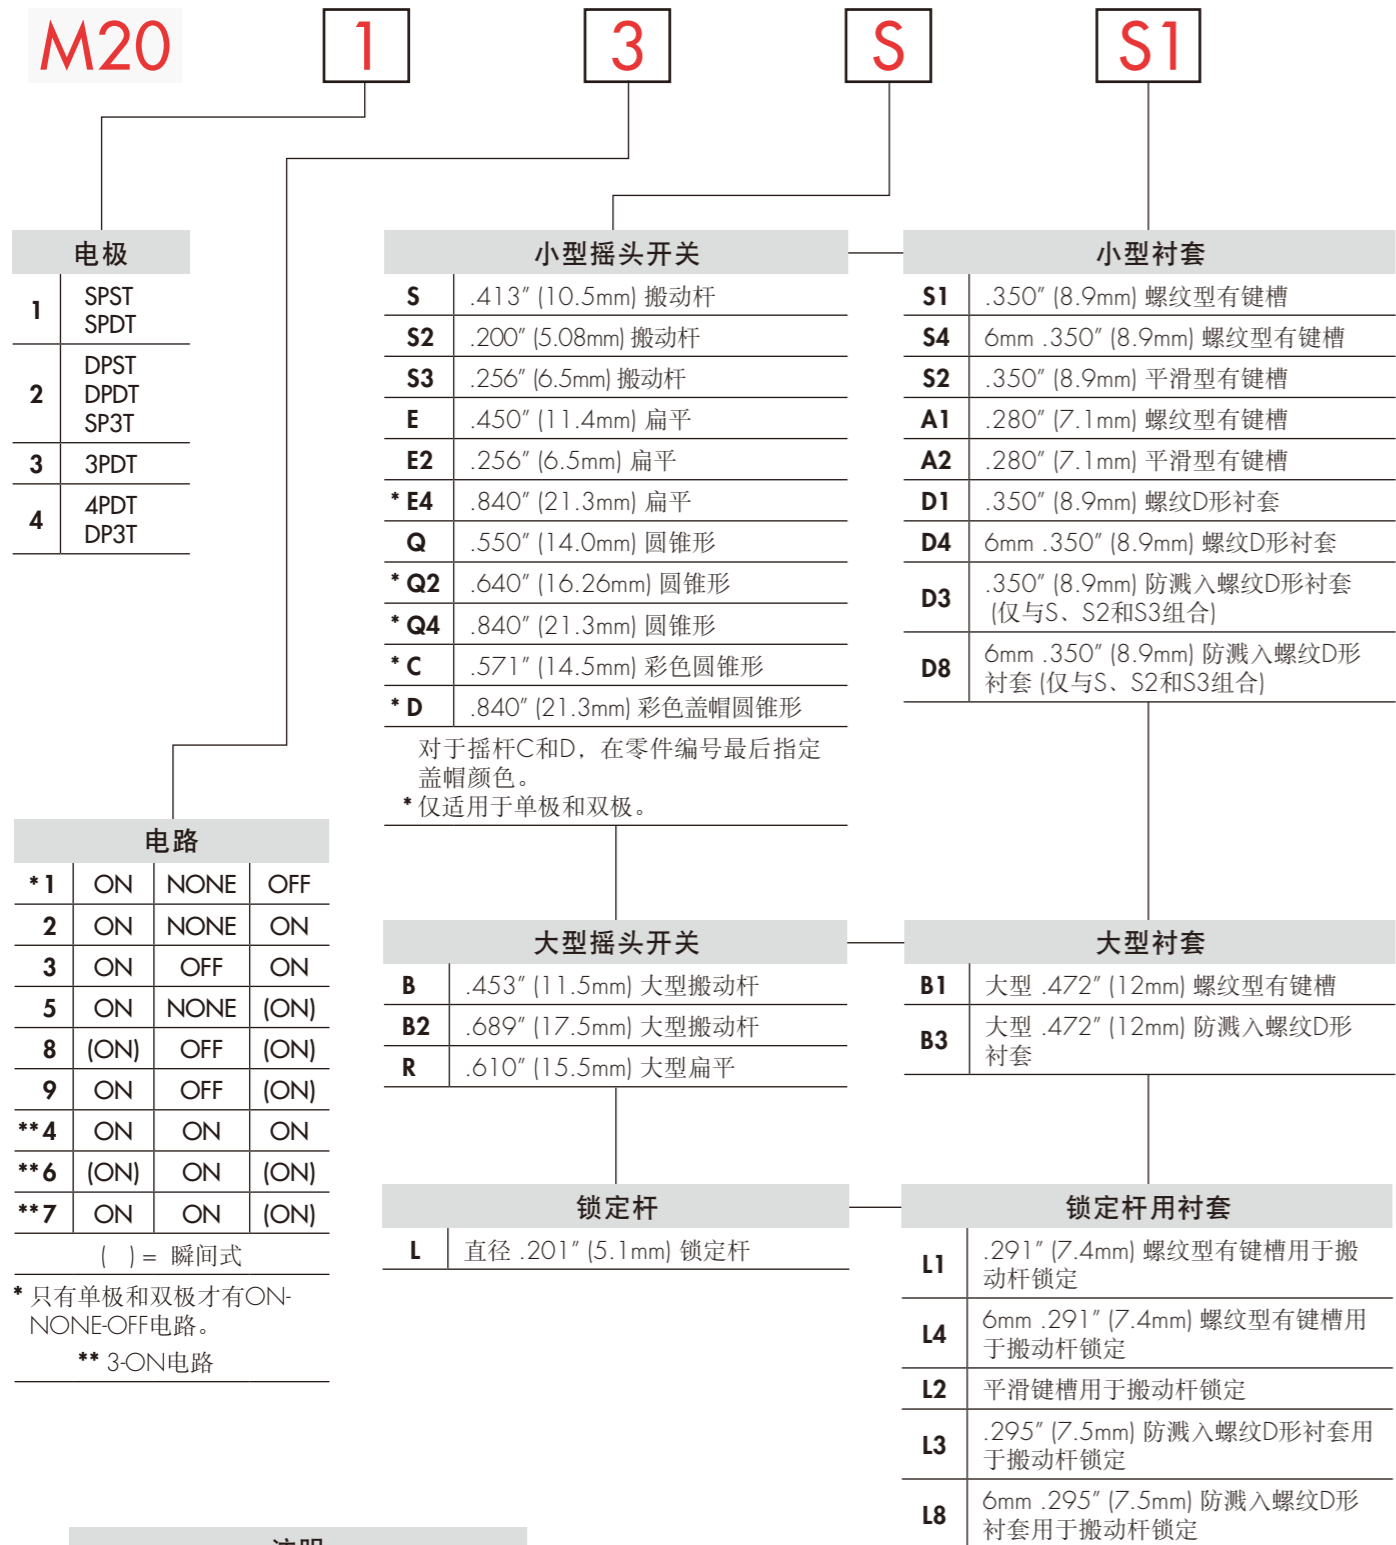 M20 1 3 S S1
电极
1 SPST
SPDT
2 DPST
DPDT
SP3T
3 3PDT
4 4PDT
DP3T
电路
*1 ON NONE OFF
2 ON NONE ON
3 ON OFF ON
5 ON NONE (ON)
8 (ON) OFF (ON)
9 ON OFF (ON)
**4 ON ON ON
**6 (ON) ON (ON)
**7 ON ON (ON)
( ) = 瞬间式
* 只有单极和双极才有ON-
NONE-OFF电路。
** 3-ON电路
小型摇头开关
S .413" (10.5mm) 搬动杆
S2 .200" (5.08mm) 搬动杆
S3 .256" (6.5mm) 搬动杆
E .450" (11.4mm) 扁平
E2 .256" (6.5mm) 扁平
* E4 .840" (21.3mm) 扁平
Q .550" (14.0mm) 圆锥形
* Q2 .640" (16.26mm) 圆锥形
* Q4 .840" (21.3mm) 圆锥形
* C .571" (14.5mm) 彩色圆锥形
* D .840" (21.3mm) 彩色盖帽圆锥形
对于摇杆C和D，在零件编号最后指定
盖帽颜色。
* 仅适用于单极和双极。
大型摇头开关
B .453" (11.5mm) 大型搬动杆
B2 .689" (17.5mm) 大型搬动杆
R .610" (15.5mm) 大型扁平
锁定杆
L 直径 .201" (5.1mm) 锁定杆
小型衬套
S1 .350" (8.9mm) 螺纹型有键槽
S4 6mm .350" (8.9mm) 螺纹型有键槽
S2 .350" (8.9mm) 平滑型有键槽
A1 .280" (7.1mm) 螺纹型有键槽
A2 .280" (7.1mm) 平滑型有键槽
D1 .350" (8.9mm) 螺纹D形衬套
D4 6mm .350" (8.9mm) 螺纹D形衬套
D3 .350" (8.9mm) 防溅入螺纹D形衬套
(仅与S、S2和S3组合)
D8 6mm .350" (8.9mm) 防溅入螺纹D形
衬套 (仅与S、S2和S3组合)
大型衬套
B1 大型 .472" (12mm) 螺纹型有键槽
B3 大型 .472" (12mm) 防溅入螺纹D形
衬套
锁定杆用衬套
L1 .291" (7.4mm) 螺纹型有键槽用于搬
动杆锁定
L4 6mm .291" (7.4mm) 螺纹型有键槽用
于搬动杆锁定
L2 平滑键槽用于搬动杆锁定
L3 .295" (7.5mm) 防溅入螺纹D形衬套用
于搬动杆锁定
L8 6mm .295" (7.5mm) 防溅入螺纹D形
衬套用于搬动杆锁定